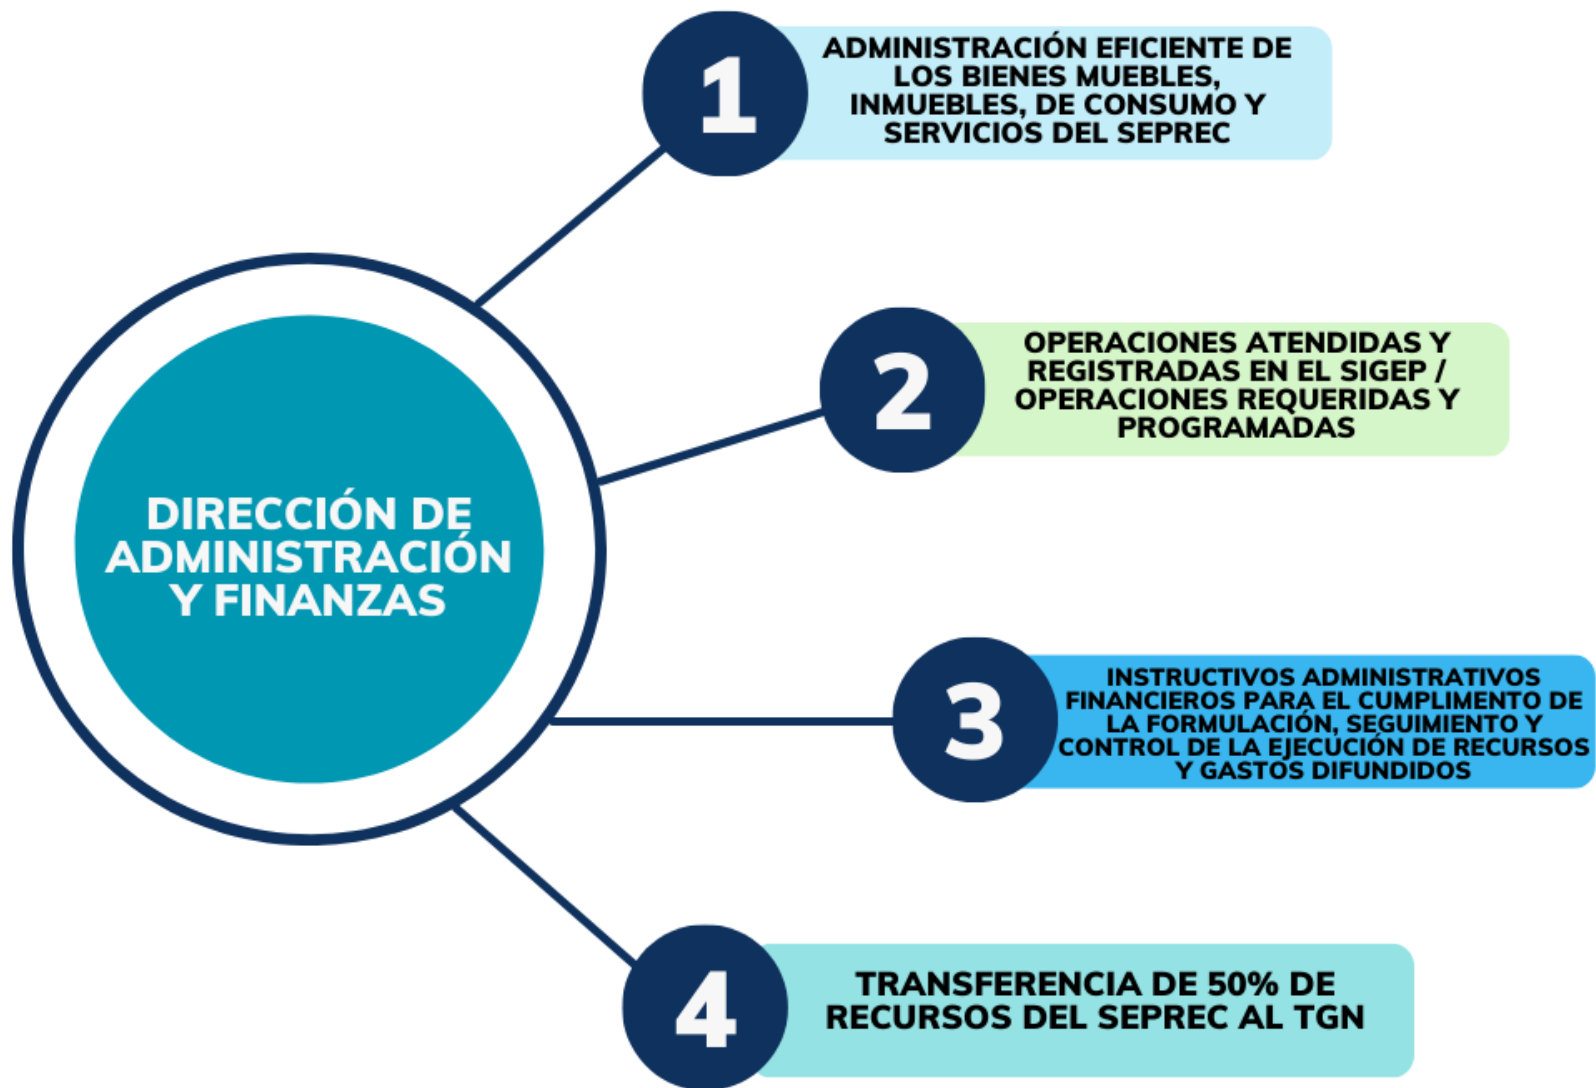 1
ADMINISTRACIÓN EFICIENTE DE
LOS BIENES MUEBLES,
INMUEBLES, DE CONSUMO Y
SERVICIOS DEL SEPREC
2
OPERACIONES ATENDIDAS Y
REGISTRADAS EN EL SIGEP /
OPERACIONES REQUERIDAS Y
PROGRAMADAS
DIRECCIÓN DE
ADMINISTRACIÓN
Y FINANZAS
3
INSTRUCTIVOS ADMINISTRATIVOS
FINANCIEROS PARA EL CUMPLIMENTO DE
LA FORMULACIÓN, SEGUIMIENTO Y
CONTROL DE LA EJECUCIÓN DE RECURSOS
Y GASTOS DIFUNDIDOS
4
TRANSFERENCIA DE 50% DE
RECURSOS DEL SEPREC AL TGN